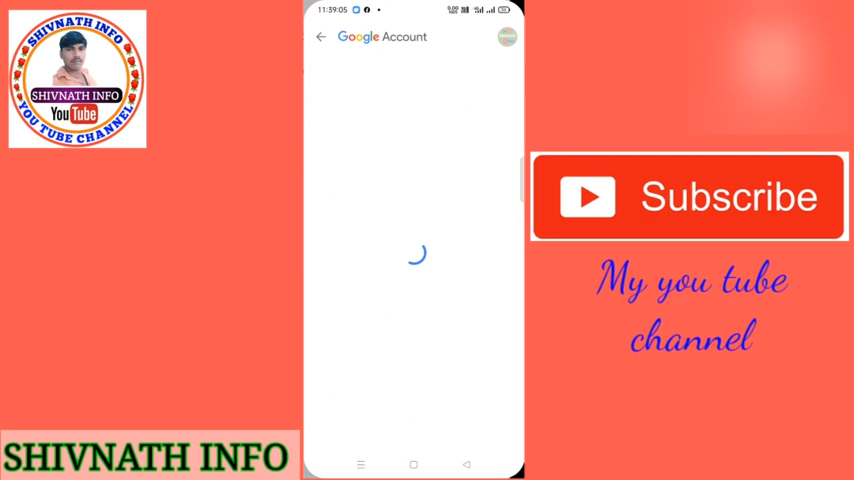 SHIVNATH INFO
SHIVNATH INFO
YouTube
YOU TUBE CHANNEL
11:39:05
Google Account
Subscribe
My you tube
channel
SHIVNATH INFO